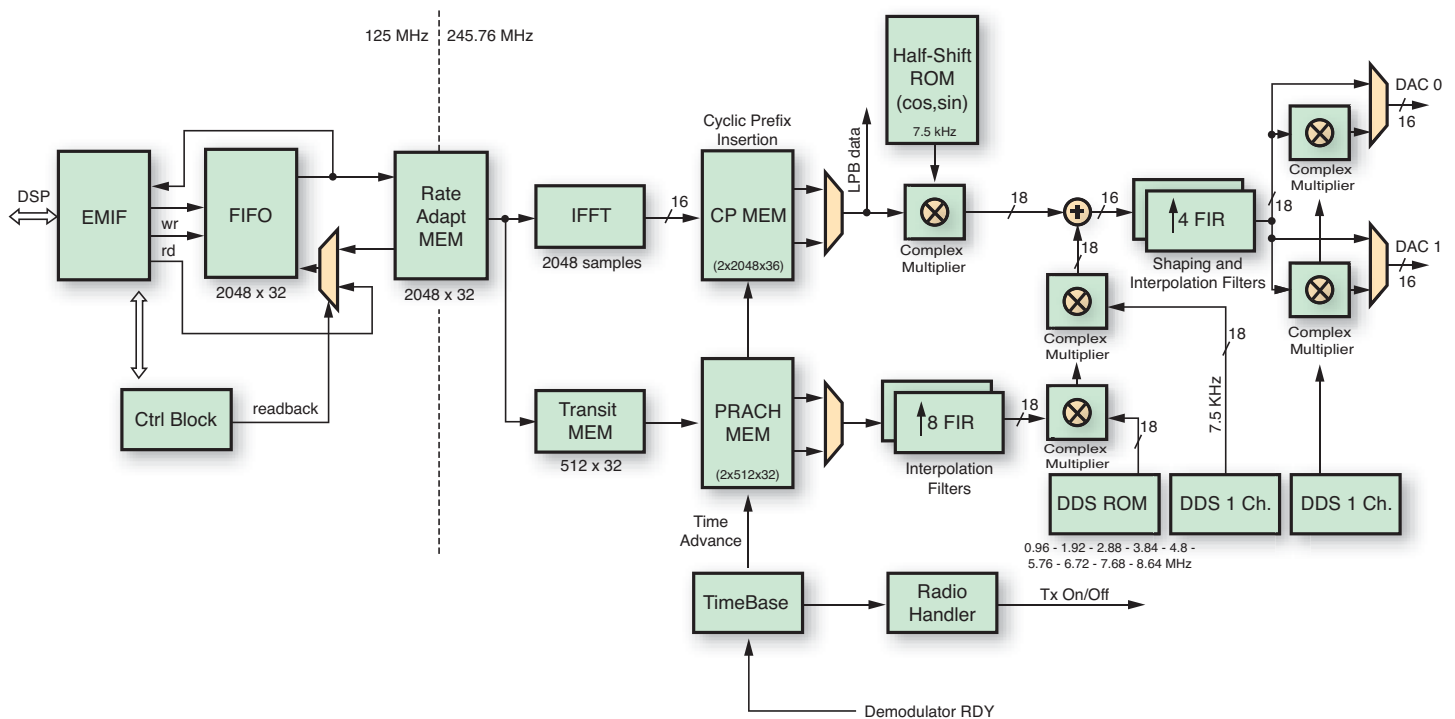 125 MHz
245.76 MHz
DSP
EMIF
wr
rd
FIFO
2048 x 32
Rate
Adapt
MEM
2048 x 32
Ctrl Block
readback
IFFT
2048 samples
16
Cyclic Prefix
Insertion
CP MEM
(2x2048x36)
LPB data
Half-Shift
ROM
(cos,sin)
7.5 kHz
Complex
Multiplier
18
16
18
4 FIR
Shaping and
Interpolation Filters
18
Complex
Multiplier
DAC 0
16
Complex
Multiplier
DAC 1
16
Transit
MEM
512 x 32
PRACH
MEM
(2x512x32)
8 FIR
Interpolation
Filters
18
Complex
Multiplier
Complex
Multiplier
18
18
7.5 KHz
DDS ROM
0.96 - 1.92 - 2.88 - 3.84 - 4.8 -
5.76 - 6.72 - 7.68 - 8.64 MHz
DDS 1 Ch.
DDS 1 Ch.
Time
Advance
TimeBase
Radio
Handler
Tx On/Off
Demodulator RDY